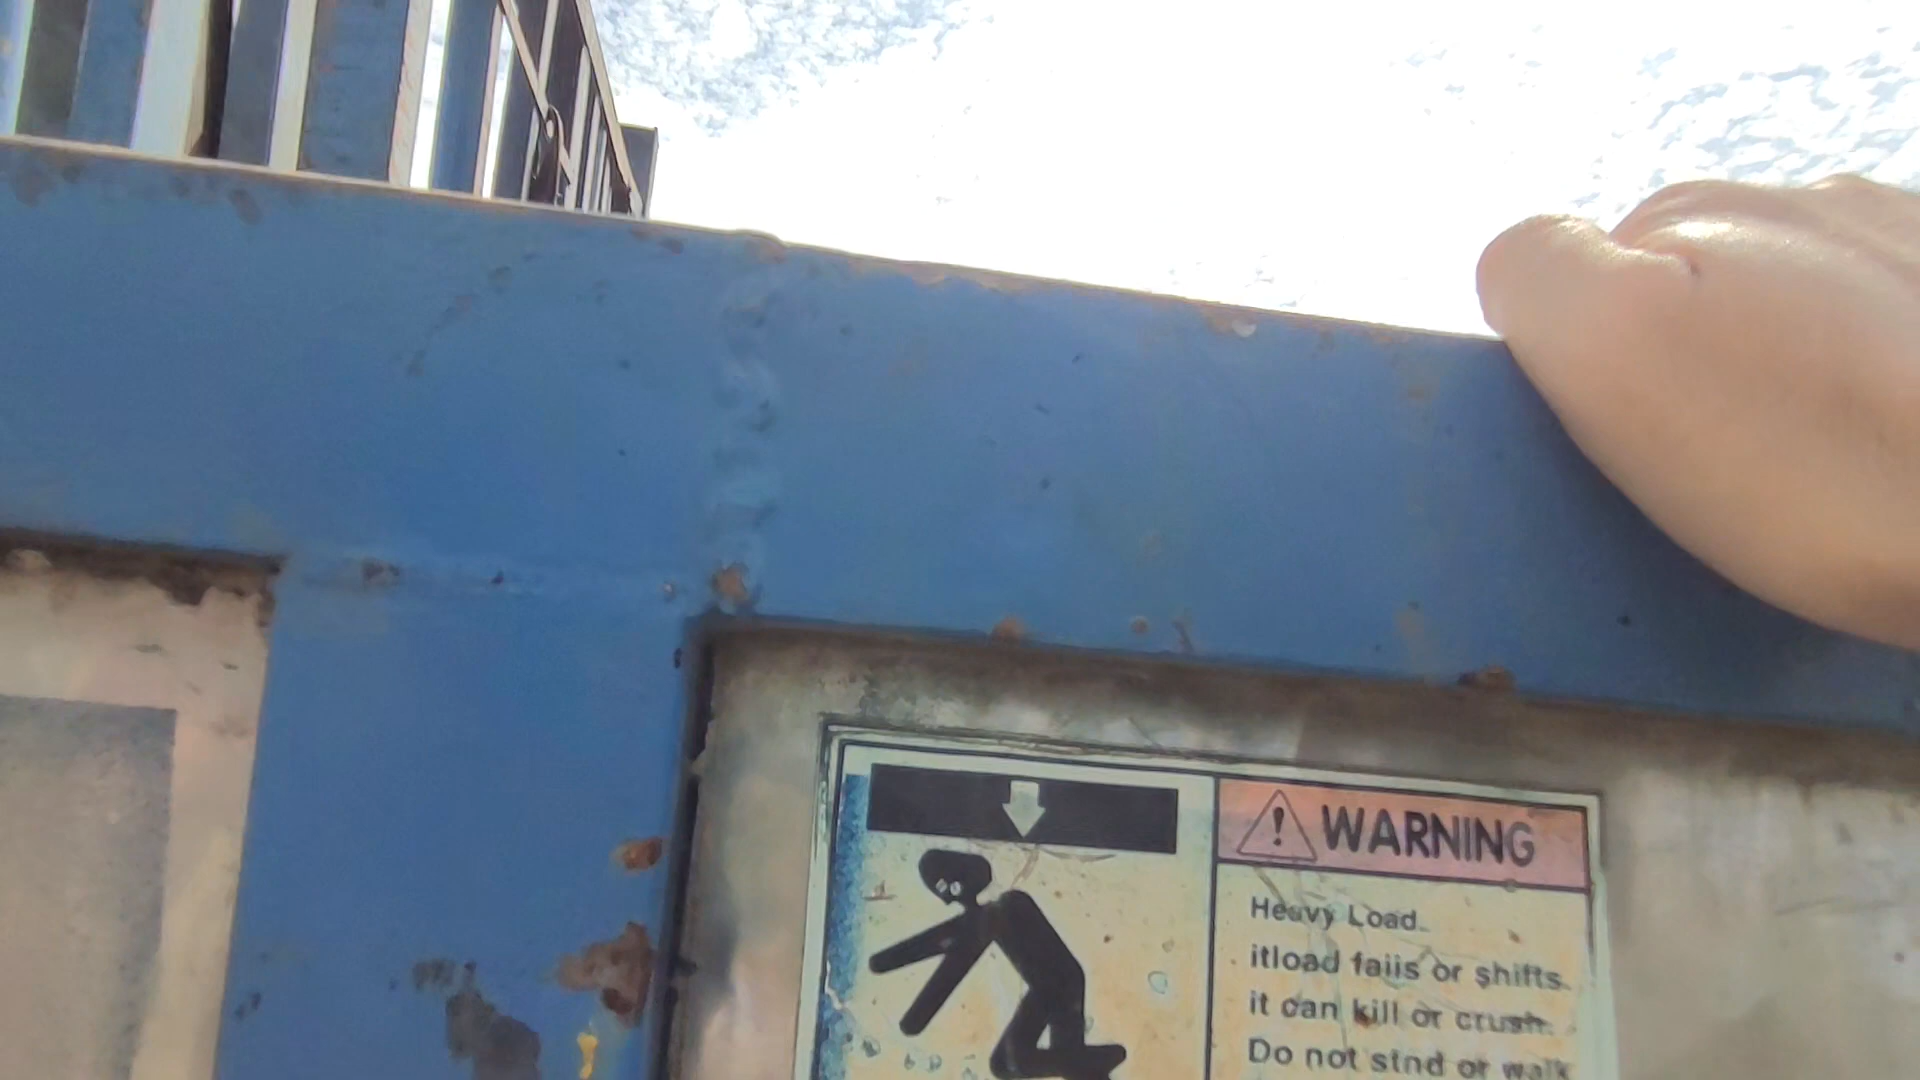 WARNING
Heavy Load.
itload faiis or shifts.
it can kill or crush.
Do not stnd or walk